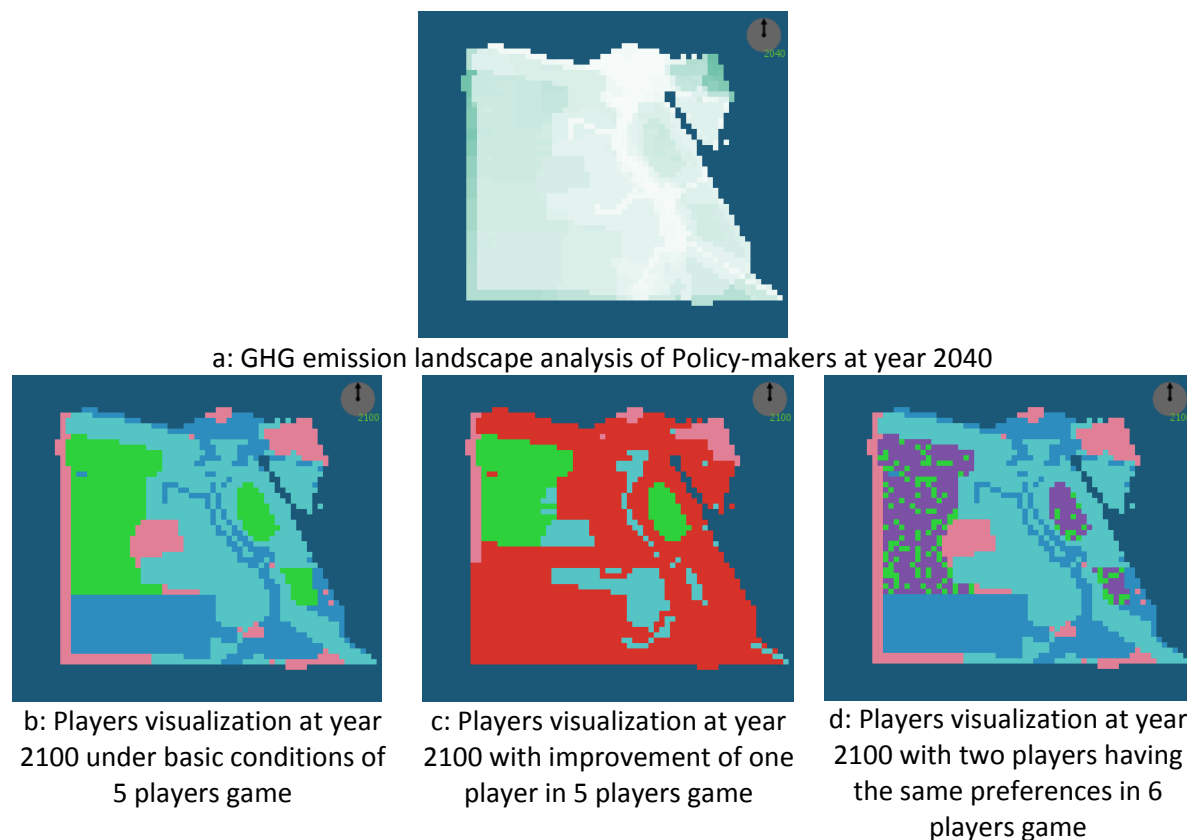 2040
a: GHG emission landscape analysis of Policy-makers at year 2040
2100
2100
210
b: Players visualization at year
2100 under basic conditions of
5 players game
c: Players visualization at year
2100 with improvement of one
player in 5 players game
d: Players visualization at year
2100 with two players having
the same preferences in 6
players game